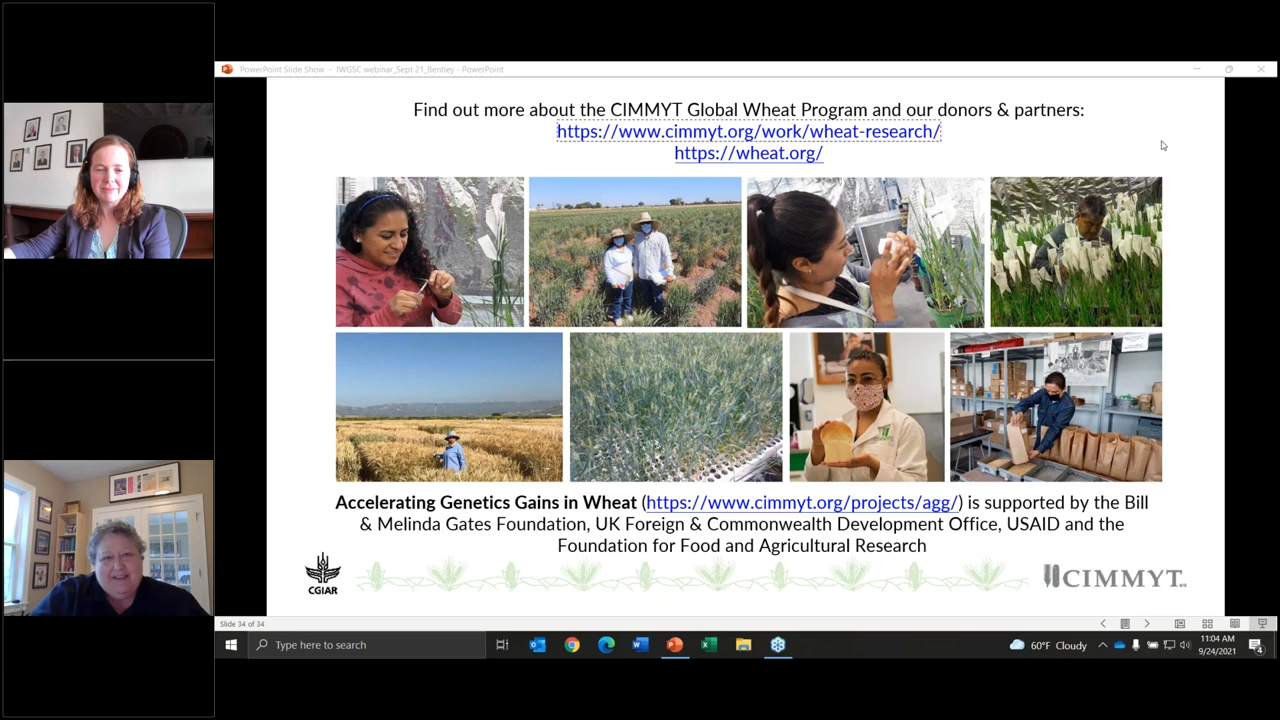 PowerPoint Slide Show - IWGSC webinar_Sept 21_Bentley - PowerPoint
Find out more about the CIMMYT Global Wheat Program and our donors & partners:
https://www.cimmyt.org/work/wheat-research/
https://wheat.org/
Accelerating Genetics Gains in Wheat (https://www.cimmyt.org/projects/agg/) is supported by the Bill
& Melinda Gates Foundation, UK Foreign & Commonwealth Development Office, USAID and the
Foundation for Food and Agricultural Research
CGIAR
CIMMYT
Slide 34 of 34
Type here to search
60°F Cloudy
11:04 AM
9/24/2021
4